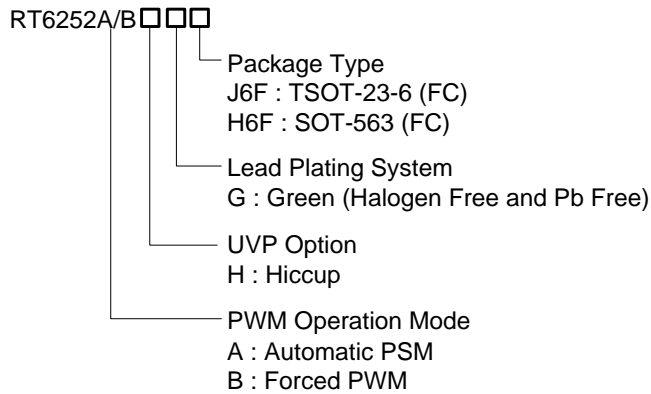 RT6252A/B
Package Type
J6F : TSOT-23-6 (FC)
H6F : SOT-563 (FC)
Lead Plating System
G : Green (Halogen Free and Pb Free)
UVP Option
H : Hiccup
PWM Operation Mode
A : Automatic PSM
B : Forced PWM